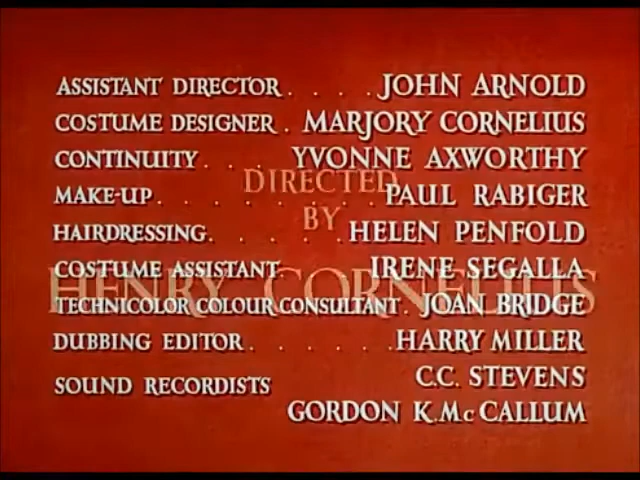 ASSISTANT DIRECTOR . . . . JOHN ARNOLD
COSTUME DESIGNER . MARJORY CORNELIUS
CONTINUITY . . . YVONNE AXWORTHY
MAKE-UP . . . . . . . . PAUL RABIGER
HAIRDRESSING . . . . . HELEN PENFOLD
COSTUME ASSISTANT . . . IRENE SEGALLA
TECHNICOLOR COLOUR CONSULTANT . JOAN BRIDGE
DUBBING EDITOR . . . . . . HARRY MILLER
SOUND RECORDISTS C.C. STEVENS
GORDON K. Mc CALLUM
DIRECTED
BY
HENRY CORNELIUS